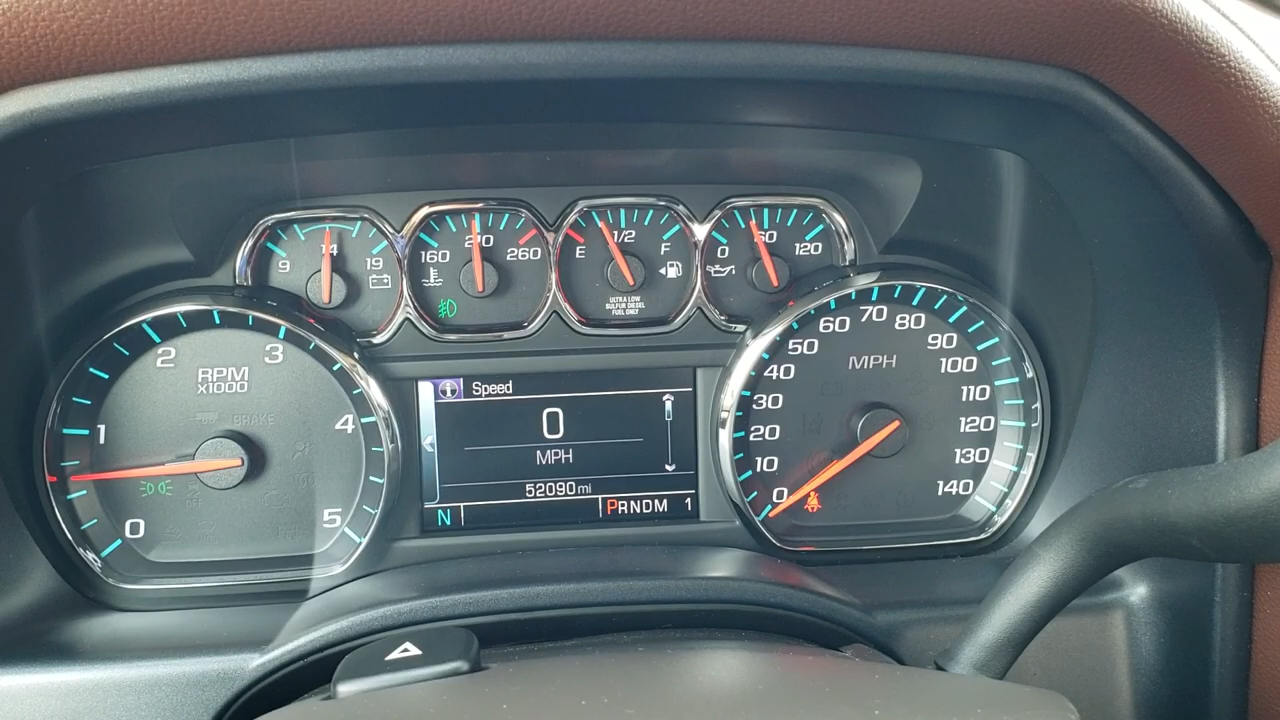 9 14 19
160 210 260
E 1/2 F
ULTRA LOW
SULFUR DIESEL
FUEL ONLY
0 60 120
0 1 2 3 4 5
RPM
X1000
BRAKE
Speed
0
MPH
52090 mi
N PRNDM 1
0 10 20 30 40 50 60 70 80 90 100 110 120 130 140
MPH